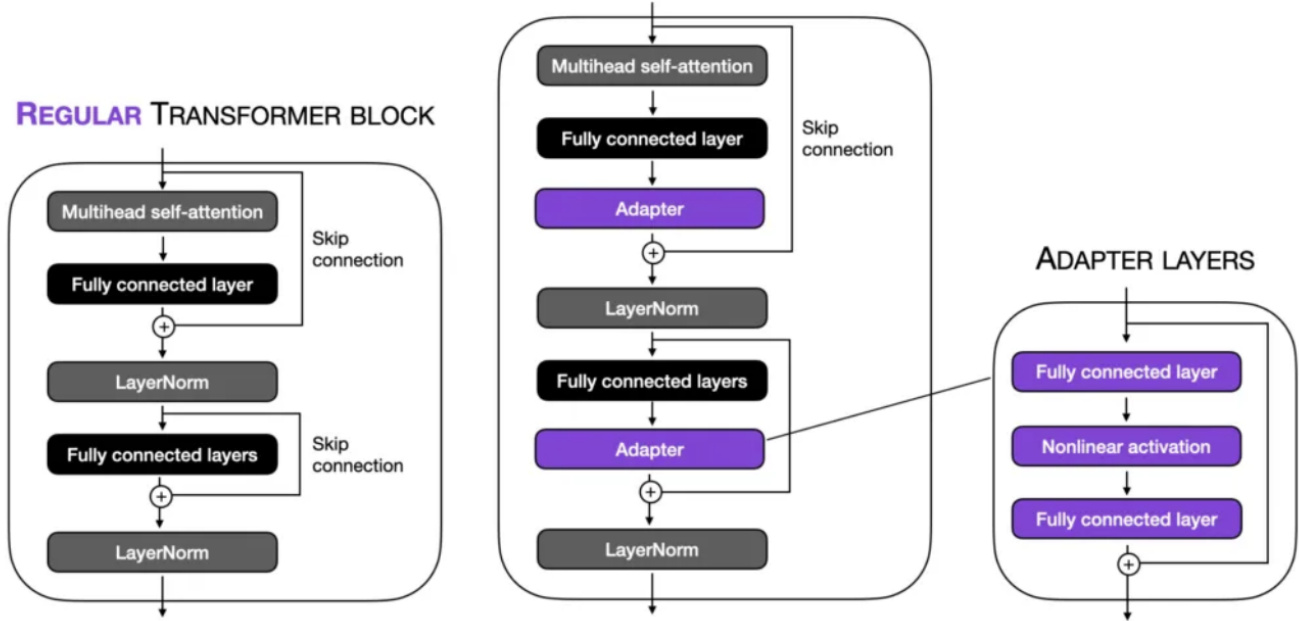 REGULAR TRANSFORMER BLOCK
Multihead self-attention
Fully connected layer
Skip
connection
+
LayerNorm
Fully connected layers
Skip
connection
+
LayerNorm
Multihead self-attention
Fully connected layer
Skip
connection
Adapter
+
LayerNorm
Fully connected layers
Adapter
+
LayerNorm
ADAPTER LAYERS
Fully connected layer
Nonlinear activation
Fully connected layer
+